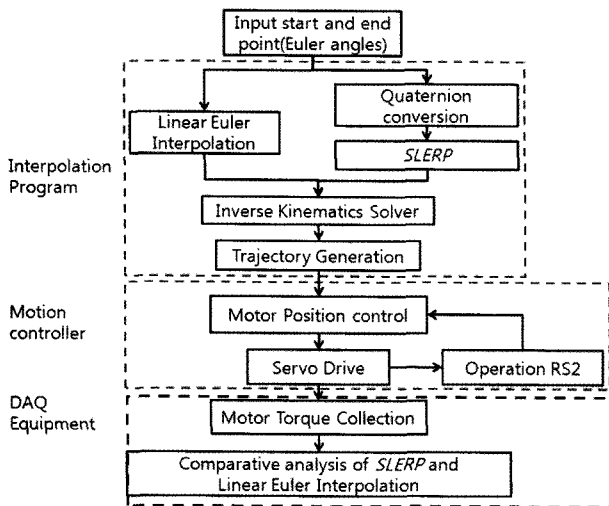 Input start and end
point(Euler angles)
Linear Euler
Interpolation
Quaternion
conversion
SLERP
Interpolation
Program
Inverse Kinematics Solver
Trajectory Generation
Motion
controller
Motor Position control
Servo Drive
Operation RS2
DAQ
Equipment
Motor Torque Collection
Comparative analysis of SLERP and
Linear Euler Interpolation